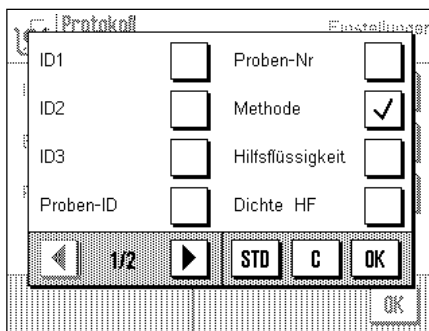 Protokoll Einstellungen
ID1 Proben-Nr
ID2 Methode
ID3 Hilfsflüssigkeit
Proben-ID Dichte HF
1/2 STD C OK
OK